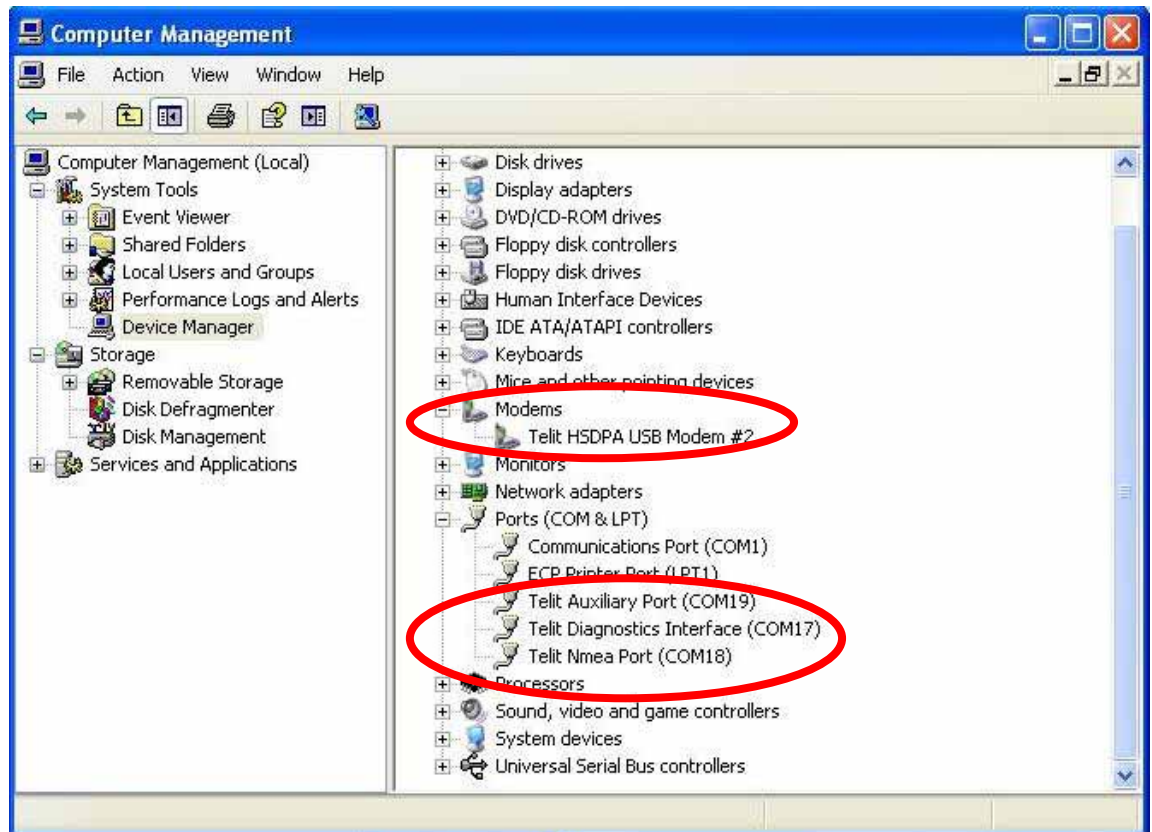 Computer Management
File Action View Window Help
Computer Management (Local)
System Tools
Event Viewer
Shared Folders
Local Users and Groups
Performance Logs and Alerts
Device Manager
Storage
Removable Storage
Disk Defragmenter
Disk Management
Services and Applications
Disk drives
Display adapters
DVD/CD-ROM drives
Floppy disk controllers
Floppy disk drives
Human Interface Devices
IDE ATA/ATAPI controllers
Keyboards
Mice and other pointing devices
Modems
Telit HSDPA USB Modem #2
Monitors
Network adapters
Ports (COM & LPT)
Communications Port (COM1)
ECP Printer Port (LPT1)
Telit Auxiliary Port (COM19)
Telit Diagnostics Interface (COM17)
Telit Nmea Port (COM18)
Processors
Sound, video and game controllers
System devices
Universal Serial Bus controllers